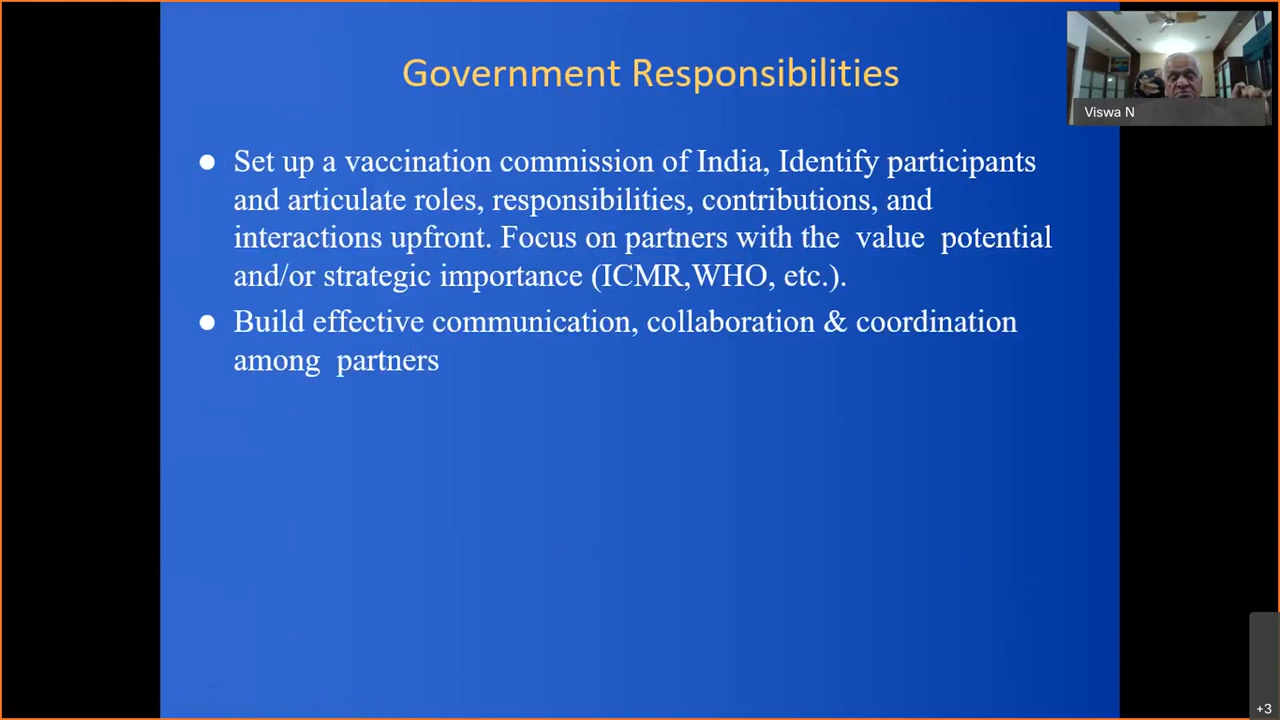 Government Responsibilities
Viswa N
● Set up a vaccination commission of India, Identify participants
and articulate roles, responsibilities, contributions, and
interactions upfront. Focus on partners with the value potential
and/or strategic importance (ICMR,WHO, etc.).
● Build effective communication, collaboration & coordination
among partners
+3